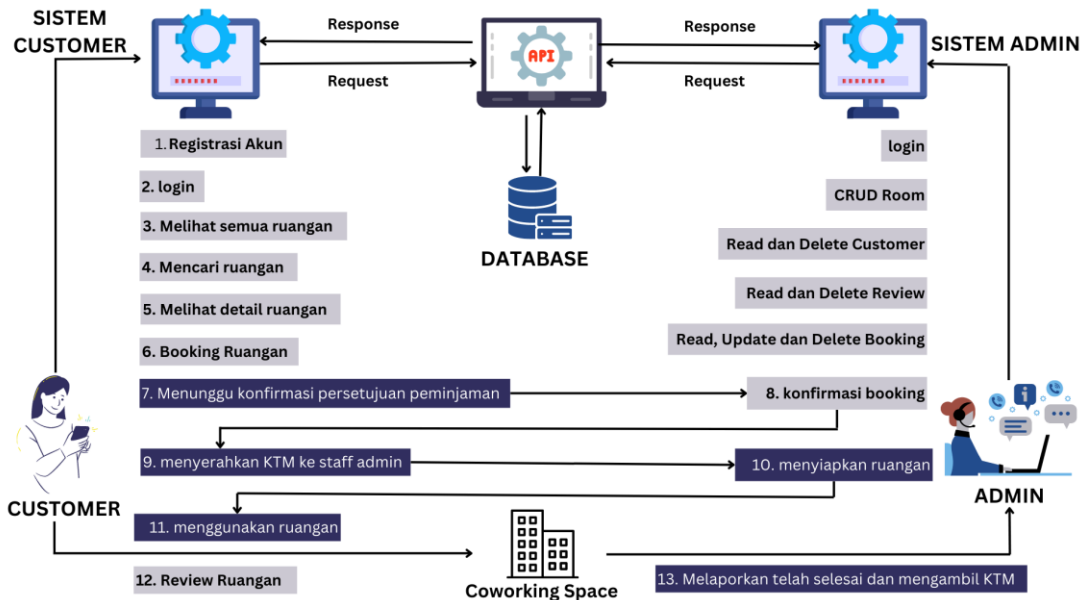 SISTEM
CUSTOMER
Response
Request
API
Response
Request
SISTEM ADMIN
DATABASE
1. Registrasi Akun
2. login
3. Melihat semua ruangan
4. Mencari ruangan
5. Melihat detail ruangan
6. Booking Ruangan
7. Menunggu konfirmasi persetujuan peminjaman
login
CRUD Room
Read dan Delete Customer
Read dan Delete Review
Read, Update dan Delete Booking
8. konfirmasi booking
9. menyerahkan KTM ke staff admin
10. menyiapkan ruangan
CUSTOMER
ADMIN
11. menggunakan ruangan
12. Review Ruangan
Coworking Space
13. Melaporkan telah selesai dan mengambil KTM